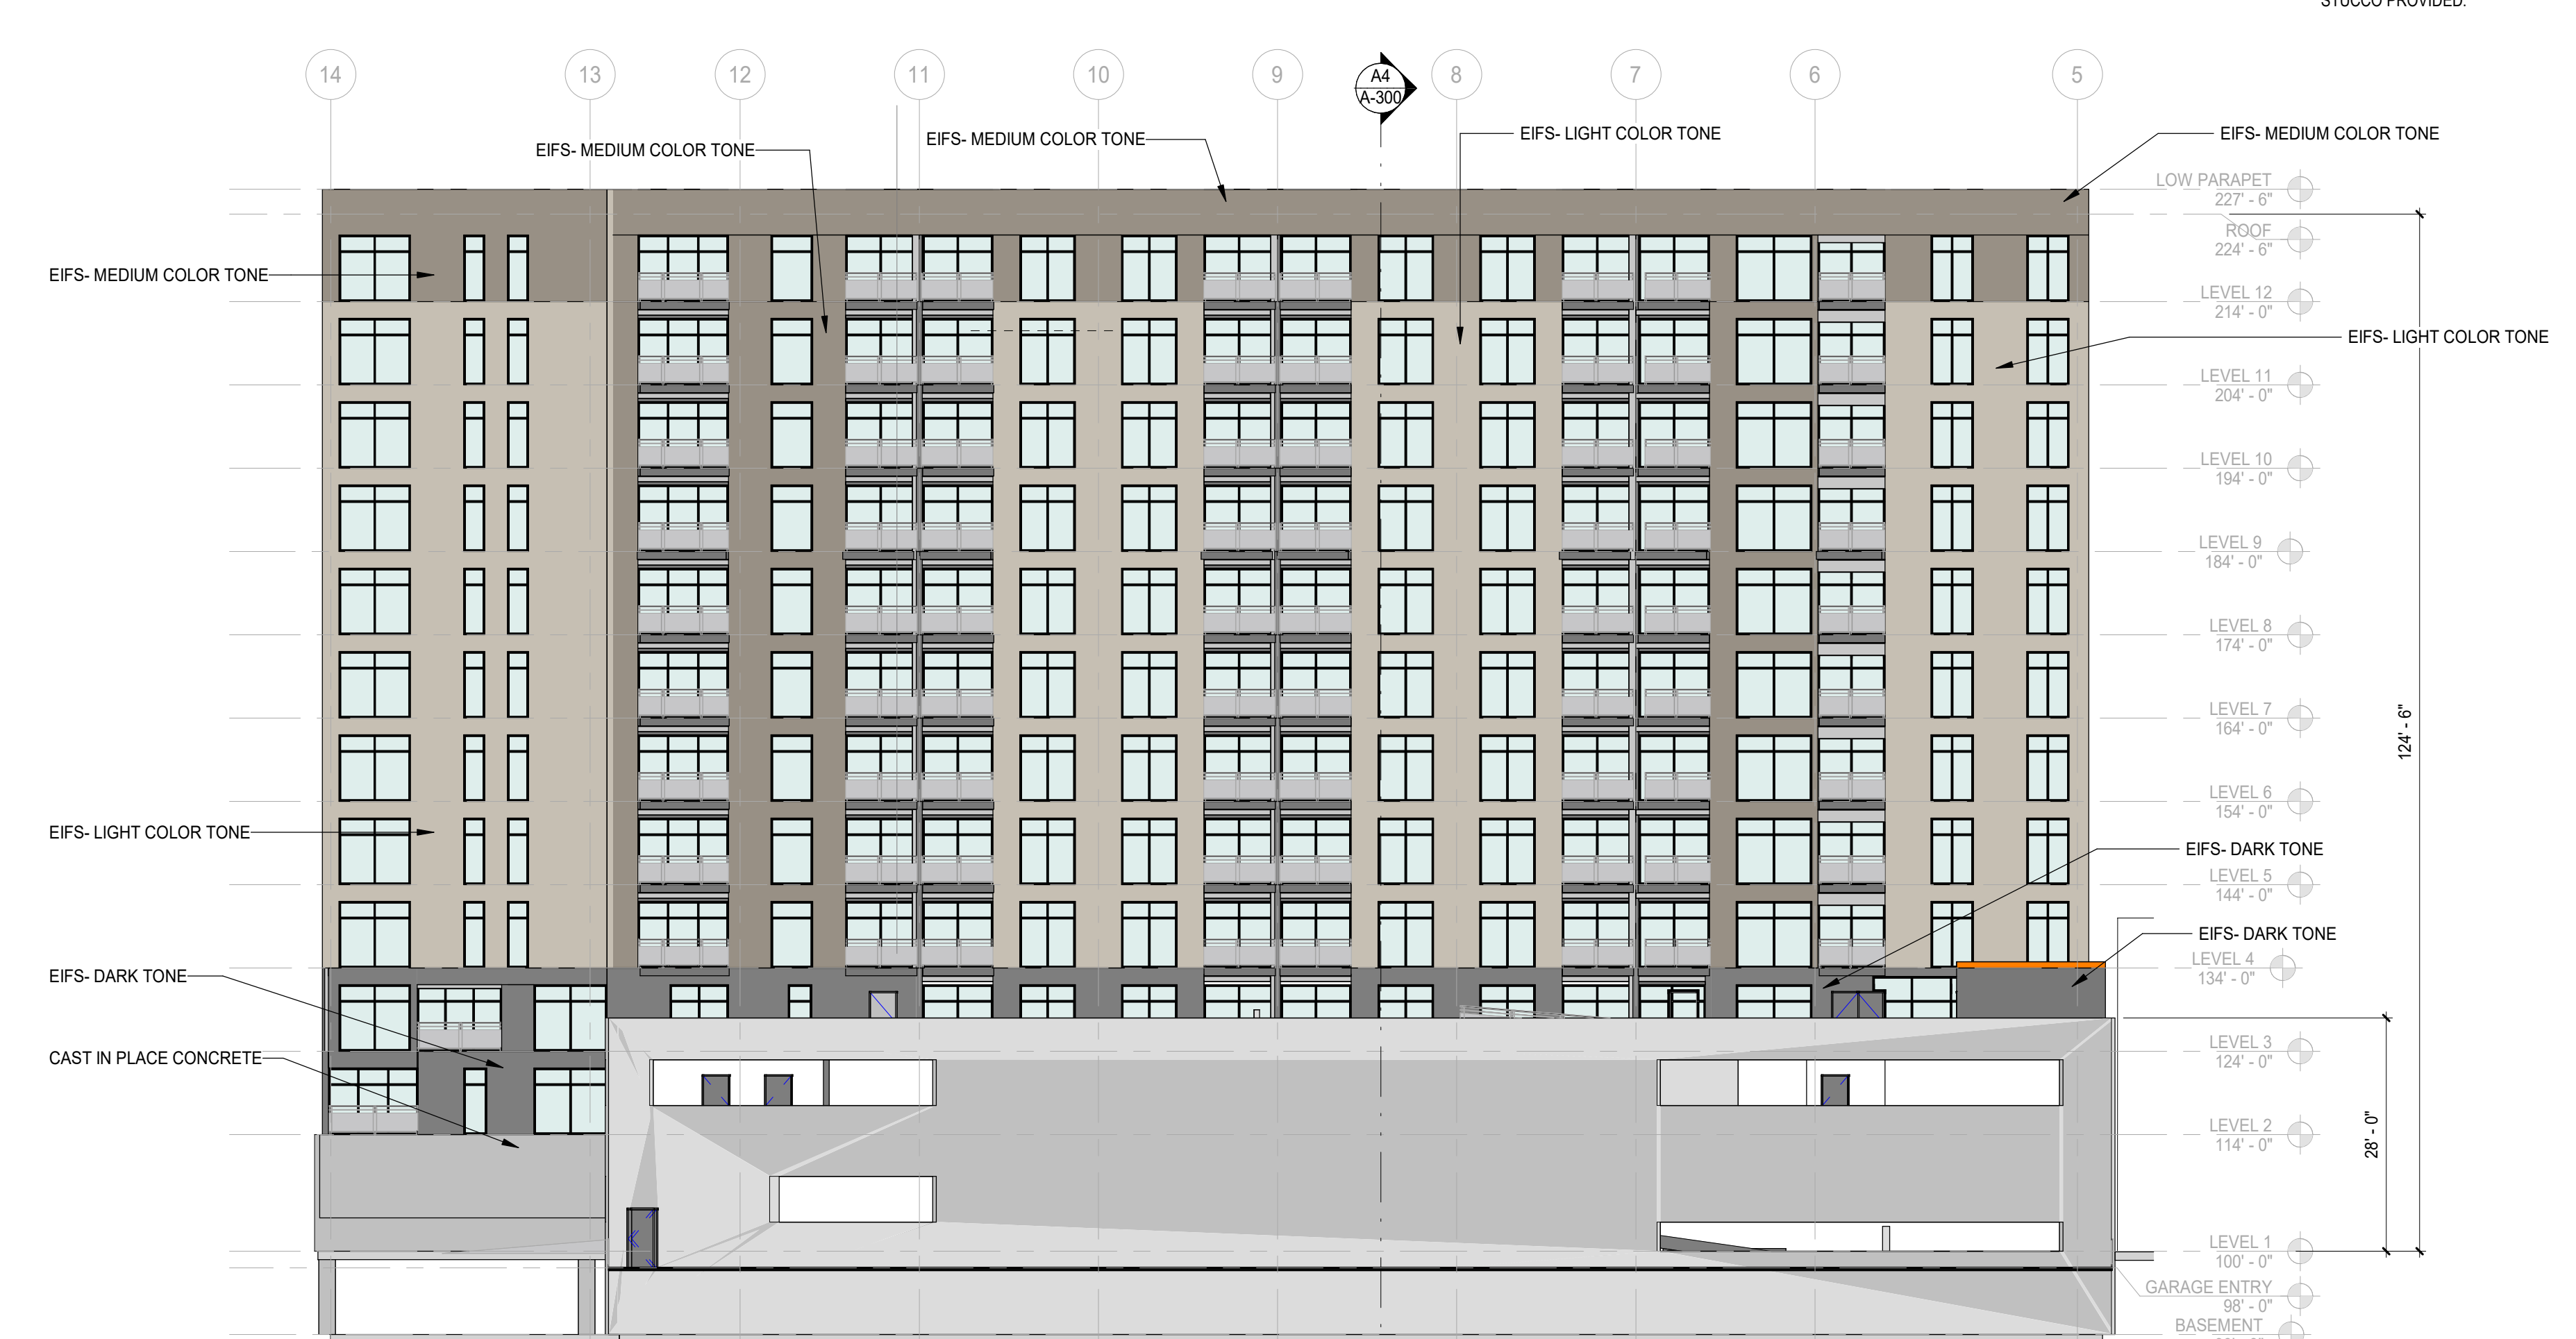 STUCCO PROVIDED.
14
13
12
11
10
9
A4
A-300
8
7
6
5
EIFS- MEDIUM COLOR TONE
EIFS- MEDIUM COLOR TONE
EIFS- LIGHT COLOR TONE
EIFS- MEDIUM COLOR TONE
LOW PARAPET
227' - 6"
ROOF
224' - 6"
EIFS- MEDIUM COLOR TONE
LEVEL 12
214' - 0"
EIFS- LIGHT COLOR TONE
LEVEL 11
204' - 0"
LEVEL 10
194' - 0"
LEVEL 9
184' - 0"
LEVEL 8
174' - 0"
LEVEL 7
164' - 0"
124' - 6"
LEVEL 6
154' - 0"
EIFS- LIGHT COLOR TONE
EIFS- DARK TONE
LEVEL 5
144' - 0"
EIFS- DARK TONE
LEVEL 4
134' - 0"
EIFS- DARK TONE
LEVEL 3
124' - 0"
CAST IN PLACE CONCRETE
LEVEL 2
114' - 0"
28' - 0"
LEVEL 1
100' - 0"
GARAGE ENTRY
98' - 0"
BASEMENT